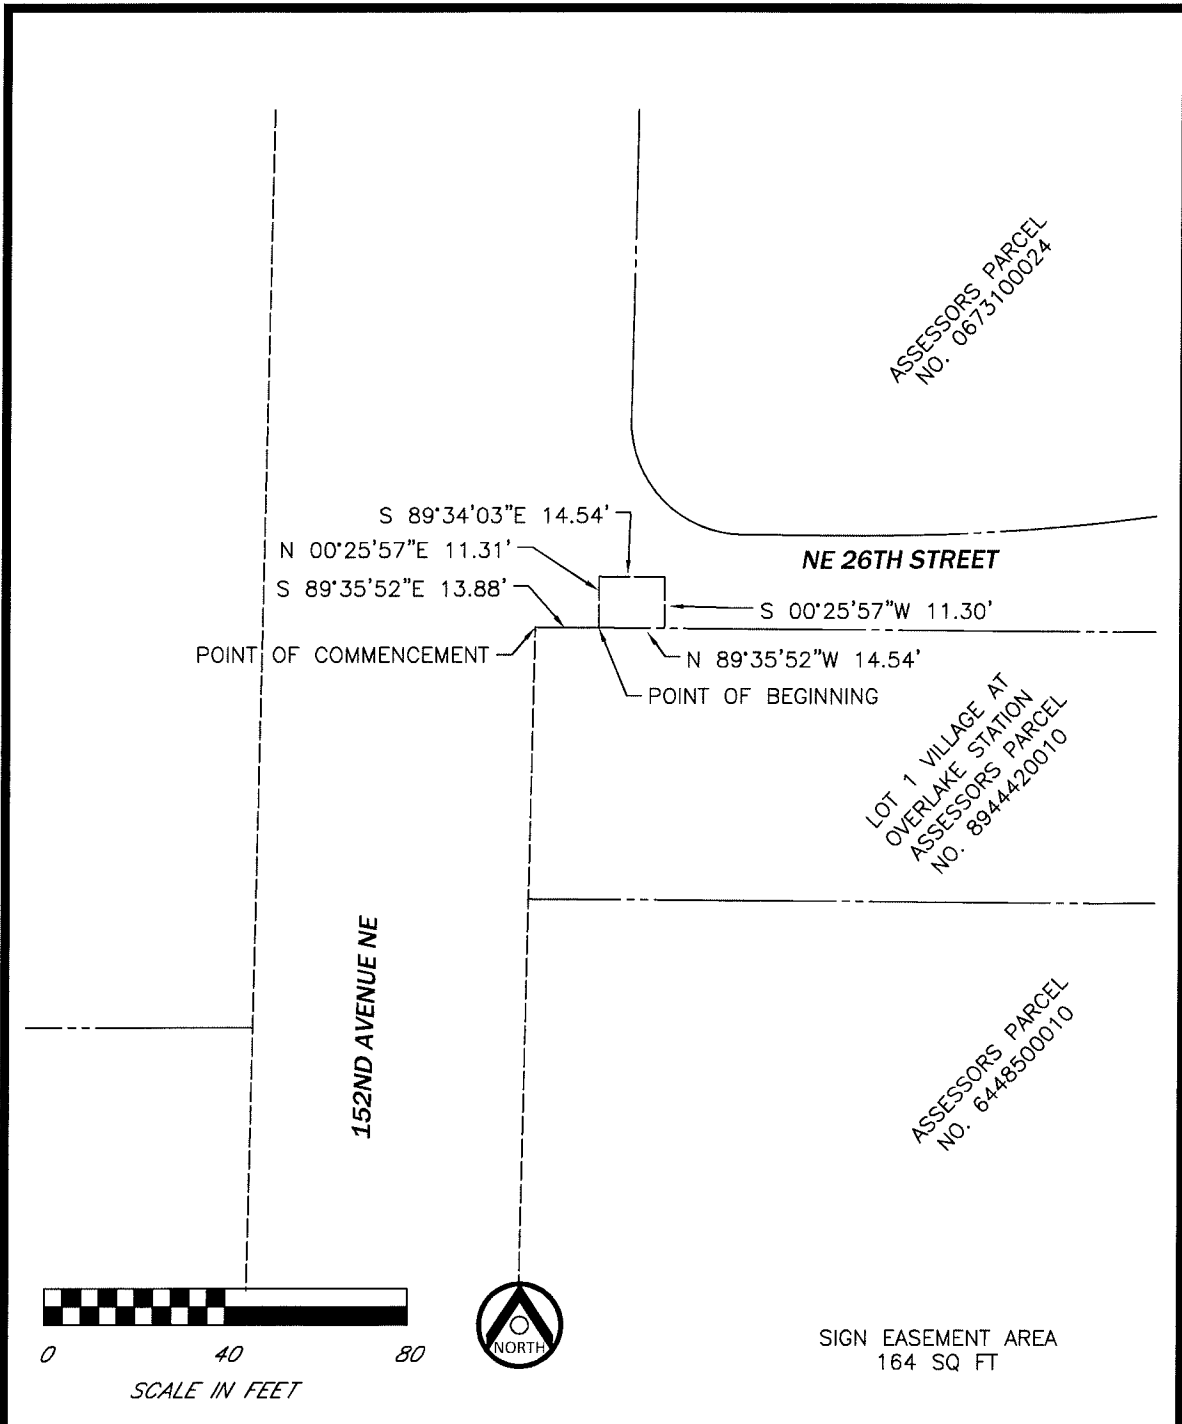 ASSESSORS PARCEL
NO. 0673100024
S 89°34'03"E 14.54'
N 00°25'57"E 11.31'
S 89°35'52"E 13.88'
NE 26TH STREET
S 00°25'57"W 11.30'
POINT OF COMMENCEMENT
N 89°35'52"W 14.54'
POINT OF BEGINNING
LOT 1 VILLAGE AT
OVERLAKE STATION
ASSESSORS PARCEL
NO. 8944420010
152ND AVENUE NE
ASSESSORS PARCEL
NO. 6448500010
0 40 80
SCALE IN FEET
NORTH
SIGN EASEMENT AREA
164 SQ FT